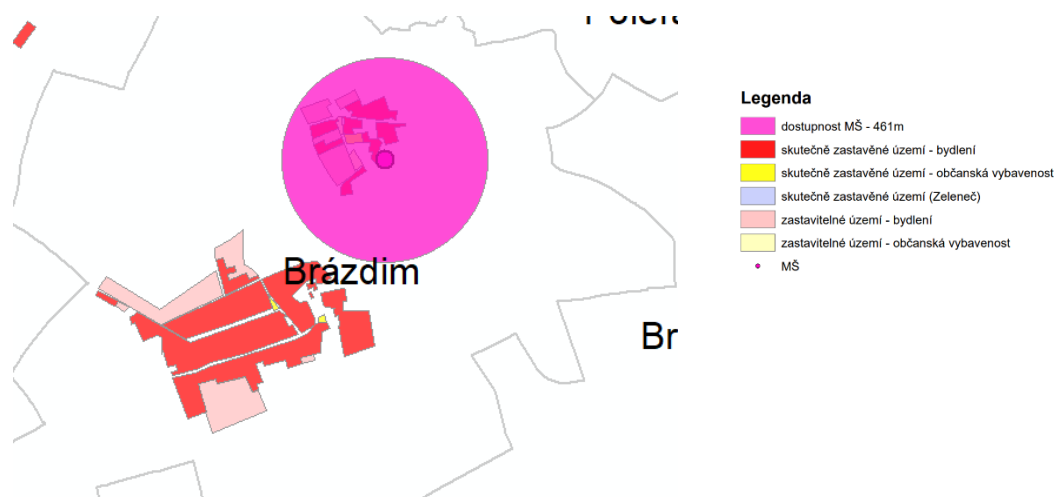 Brázdim
Br
Legenda
dostupnost MŠ - 461m
skutečně zastavěné území - bydlení
skutečně zastavěné území - občanská vybavenost
skutečně zastavěné území (Zeleneč)
zastavitelné území - bydlení
zastavitelné území - občanská vybavenost
MŠ